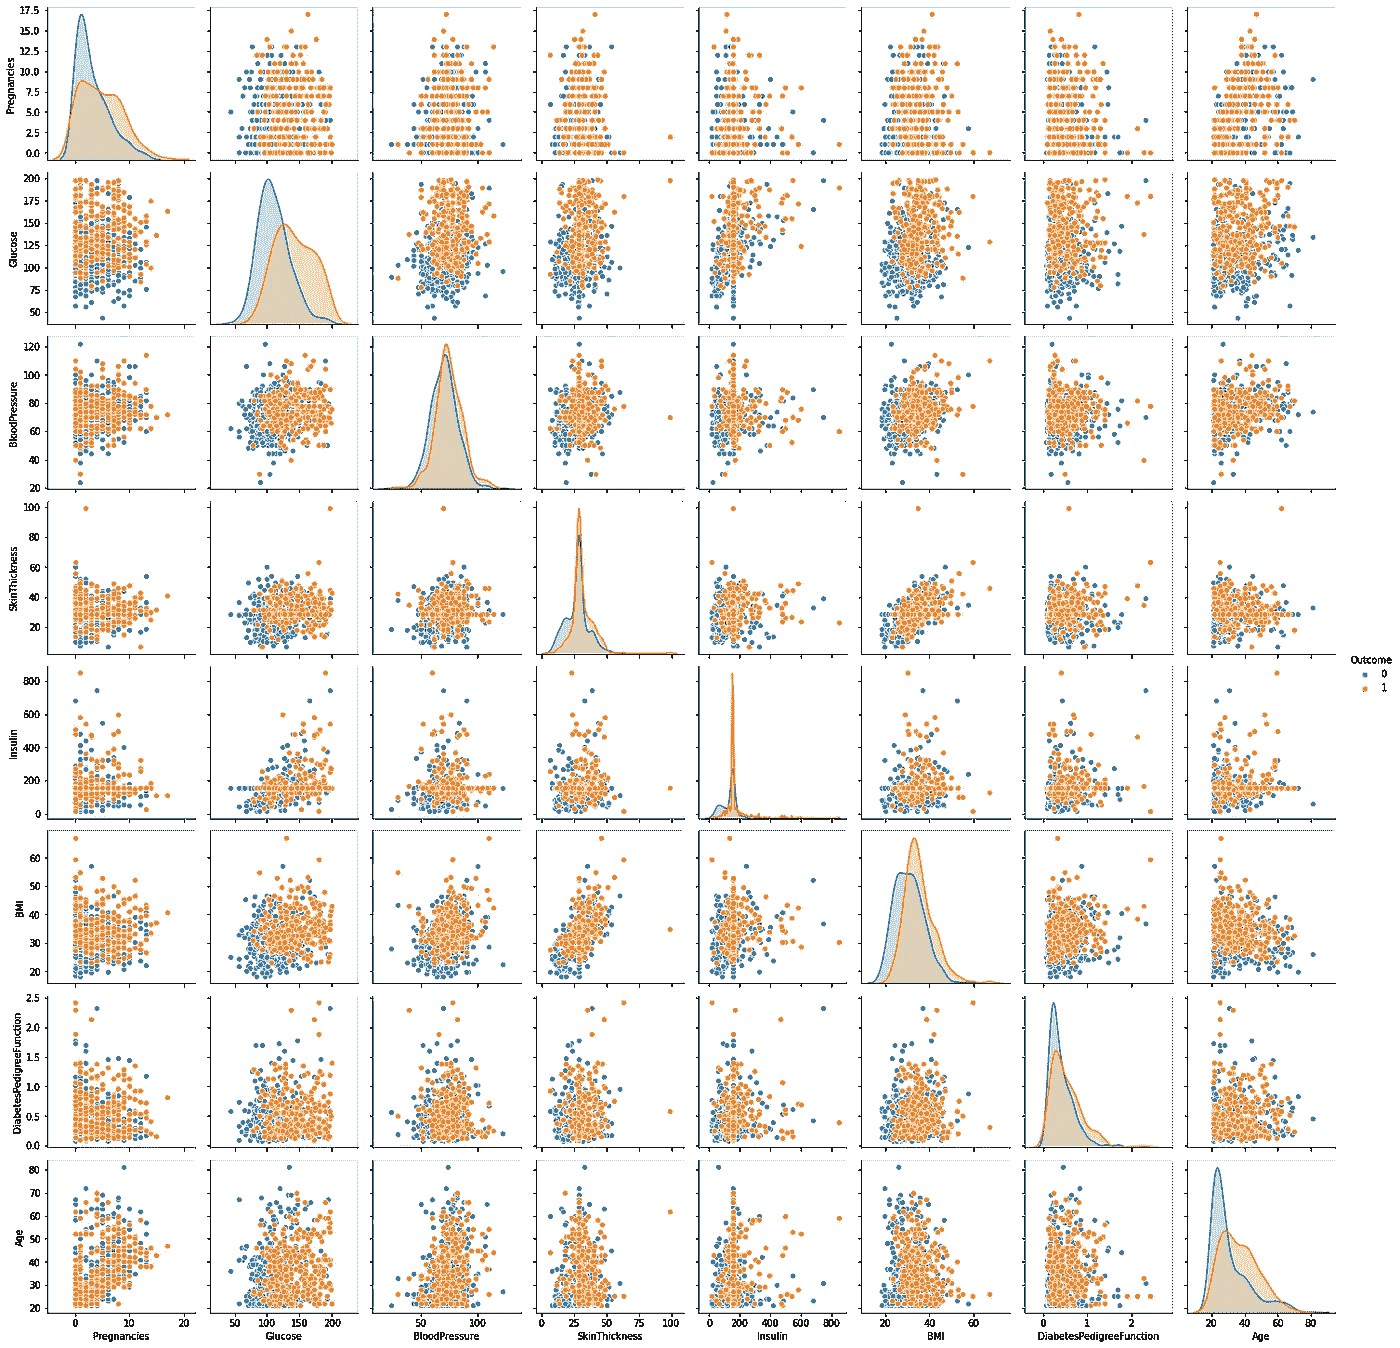 Pregnancies
17.5
15.0
12.5
10.0
7.5
5.0
2.5
0.0
Glucose
200
175
150
125
100
75
50
BloodPressure
120
100
80
60
40
20
SkinThickness
100
80
60
40
20
Insulin
800
600
400
200
0
BMI
60
50
40
30
20
DiabetesPedigreeFunction
2.5
2.0
1.5
1.0
0.5
0.0
Age
80
70
60
50
40
30
20
0 10 20
Pregnancies
50 100 150 200
Glucose
50 100
BloodPressure
0 25 50 75 100
SkinThickness
0 200 400 600 800
Insulin
20 40 60
BMI
0 1 2
DiabetesPedigreeFunction
20 40 60 80
Age
Outcome
0
1